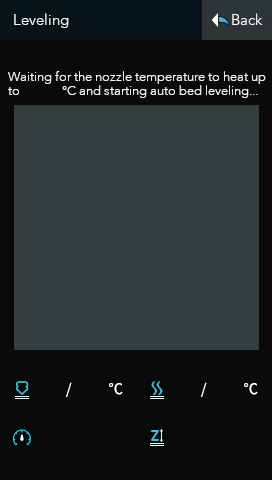 Leveling
Back
Waiting for the nozzle temperature to heat up
to °C and starting auto bed leveling...
/ °C / °C
Z